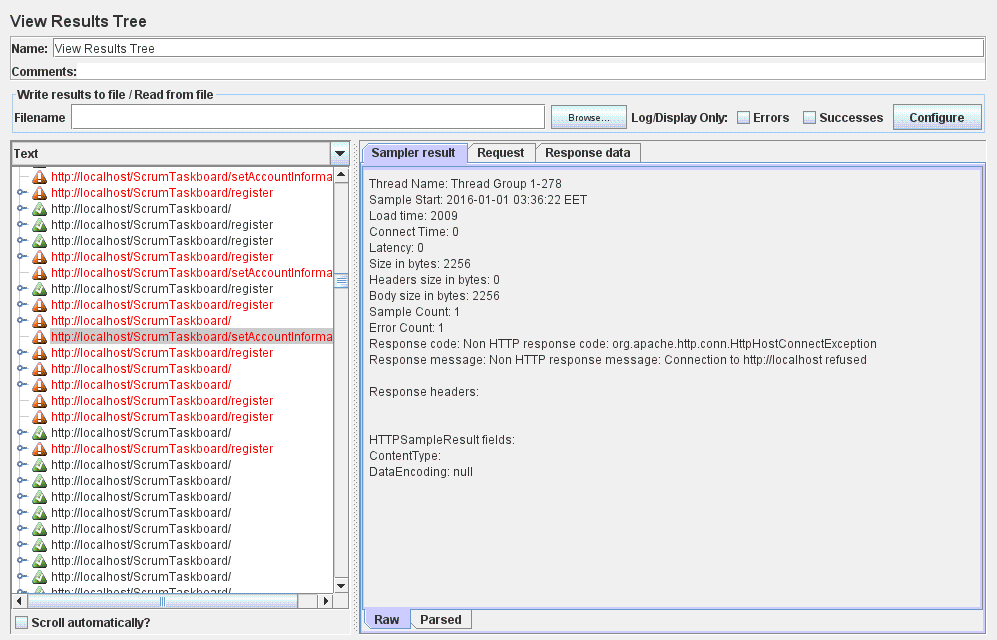 View Results Tree
Name: View Results Tree
Comments:
Write results to file / Read from file
Filename Browse... Log/Display Only: Errors Successes Configure
Text
http://localhost/ScrumTaskboard/setAccountInforma
http://localhost/ScrumTaskboard/register
http://localhost/ScrumTaskboard/
http://localhost/ScrumTaskboard/register
http://localhost/ScrumTaskboard/register
http://localhost/ScrumTaskboard/register
http://localhost/ScrumTaskboard/setAccountInforma
http://localhost/ScrumTaskboard/register
http://localhost/ScrumTaskboard/register
http://localhost/ScrumTaskboard/
http://localhost/ScrumTaskboard/setAccountInforma
http://localhost/ScrumTaskboard/register
http://localhost/ScrumTaskboard/
http://localhost/ScrumTaskboard/
http://localhost/ScrumTaskboard/register
http://localhost/ScrumTaskboard/register
http://localhost/ScrumTaskboard/
http://localhost/ScrumTaskboard/register
http://localhost/ScrumTaskboard/
http://localhost/ScrumTaskboard/
http://localhost/ScrumTaskboard/
http://localhost/ScrumTaskboard/
http://localhost/ScrumTaskboard/
http://localhost/ScrumTaskboard/
http://localhost/ScrumTaskboard/
http://localhost/ScrumTaskboard/
http://localhost/ScrumTaskboard/
Scroll automatically?
Sampler result Request Response data
Thread Name: Thread Group 1-278
Sample Start: 2016-01-01 03:36:22 EET
Load time: 2009
Connect Time: 0
Latency: 0
Size in bytes: 2256
Headers size in bytes: 0
Body size in bytes: 2256
Sample Count: 1
Error Count: 1
Response code: Non HTTP response code: org.apache.http.conn.HttpHostConnectException
Response message: Non HTTP response message: Connection to http://localhost refused
Response headers:
HTTPSampleResult fields:
ContentType:
DataEncoding: null
Raw Parsed